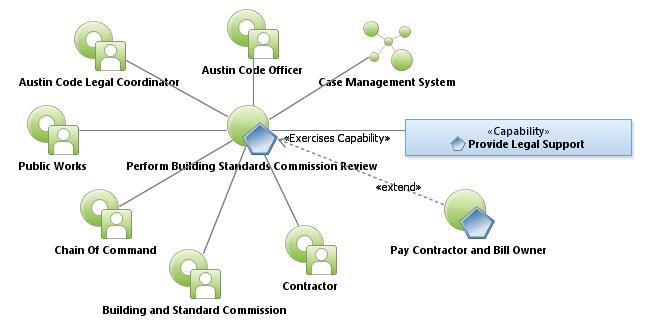 Austin Code Legal Coordinator
Austin Code Officer
Case Management System
Public Works
Perform Building Standards Commission Review
«Exercises Capability»
«Capability»
Provide Legal Support
«extend»
Chain Of Command
Building and Standard Commission
Contractor
Pay Contractor and Bill Owner